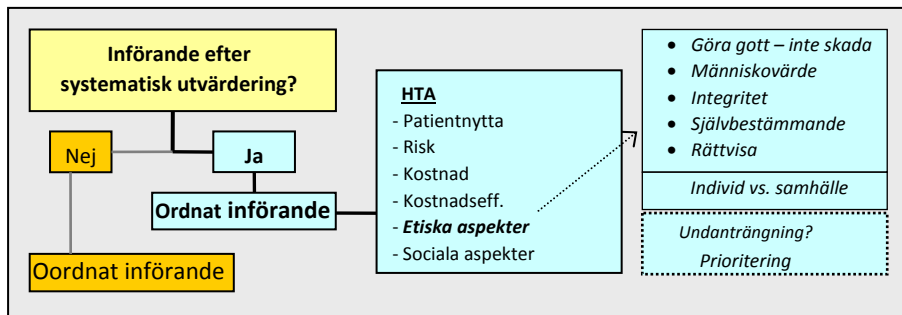 Införande efter
systematisk utvärdering?
Nej
Ja
Ordnat införande
Oordnat införande
HTA
- Patientnytta
- Risk
- Kostnad
- Kostnadseff.
- Etiska aspekter
- Sociala aspekter
• Göra gott – inte skada
• Människovärde
• Integritet
• Självbestämmande
• Rättvisa
Individ vs. samhälle
Undanträngning?
Prioritering